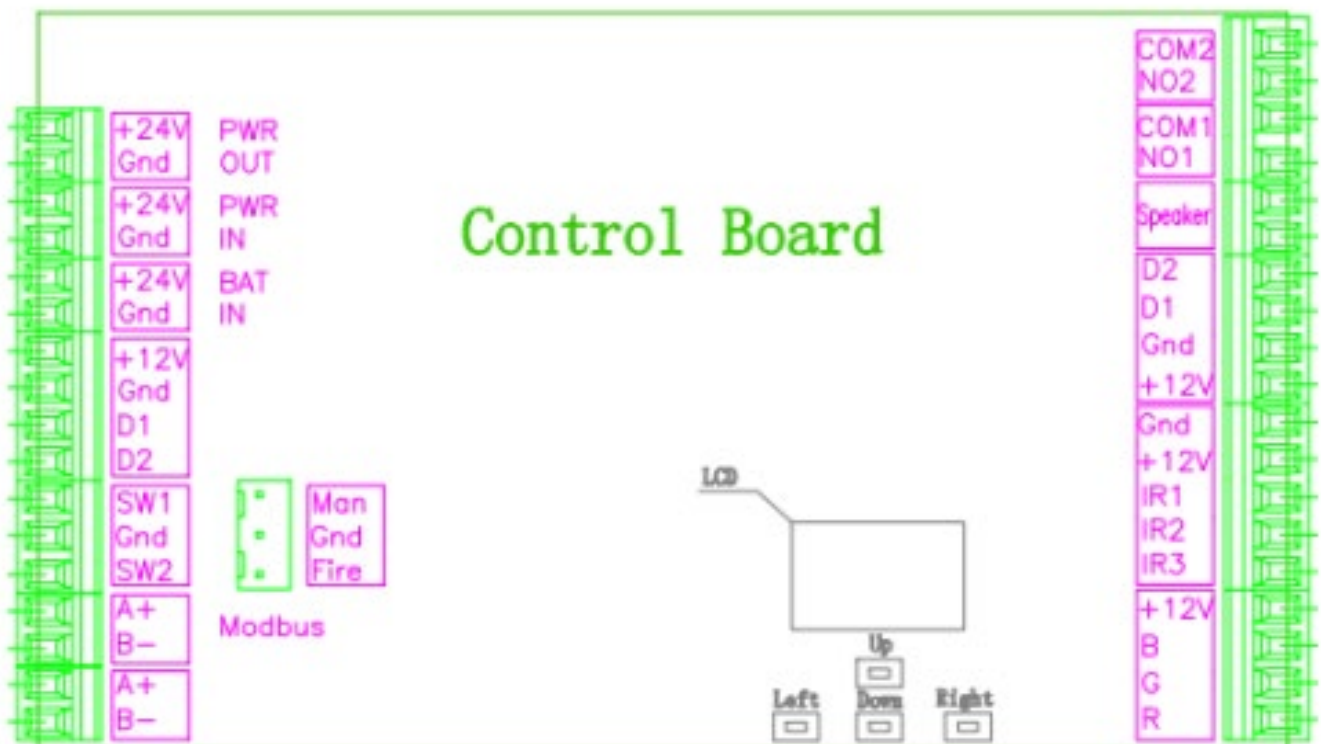 +24V PWR
Gnd OUT
+24V PWR
Gnd IN
+24V BAT
Gnd IN
+12V
Gnd
D1
D2
SW1
Gnd
SW2
Man
Gnd
Fire
A+
B-
Modbus
A+
B-
Control Board
LCD
Up
Left Down Right
COM2
NO2
COM1
NO1
Speaker
D2
D1
Gnd
+12V
Gnd
+12V
IR1
IR2
IR3
+12V
B
G
R